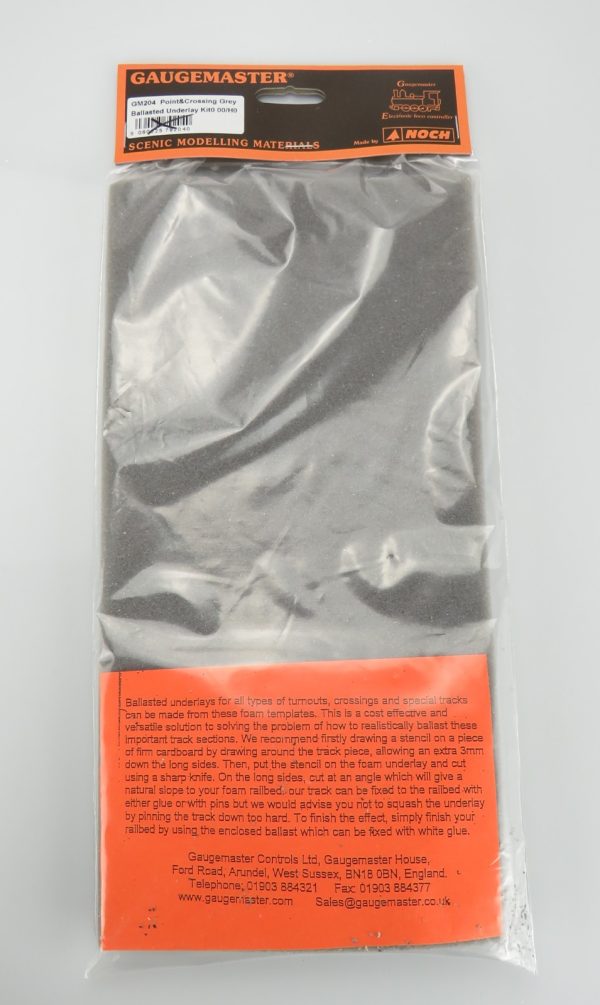 GAUGEMASTER®
GM204 Point&Crossing Grey
Ballasted Underlay Kit0 00/H0
Gaugemaster
Electronic loco controller
SCENIC MODELLING MATERIALS
Made by NOCH
Ballasted underlays for all types of turnouts, crossings and special tracks
can be made from these foam templates. This is a cost effective and
versatile solution to solving the problem of how to realistically ballast these
important track sections. We recommend firstly drawing a stencil on a piece
of firm cardboard by drawing around the track piece, allowing an extra 3mm
down the long sides. Then, put the stencil on the foam underlay and cut
using a sharp knife. On the long sides, cut at an angle which will give a
natural slope to your foam railbed, our track can be fixed to the railbed with
either glue or with pins but we would advise you not to squash the underlay
by pinning the track down too hard. To finish the effect, simply finish your
railbed by using the enclosed ballast which can be fixed with white glue.
Gaugemaster Controls Ltd, Gaugemaster House,
Ford Road, Arundel, West Sussex, BN18 0BN, England.
Telephone; 01903 884321 Fax: 01903 884377
www.gaugemaster.com Sales@gaugemaster.co.uk